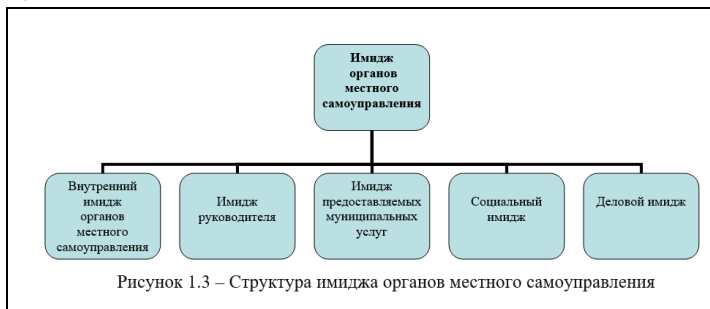 Имидж
органов
местного
самоуправления
Внутренний
имидж
органов
местного
самоуправления
Имидж
руководителя
Имидж
предоставляемых
муниципальных
услуг
Социальный
имидж
Деловой имидж
Рисунок 1.3 – Структура имиджа органов местного самоуправления